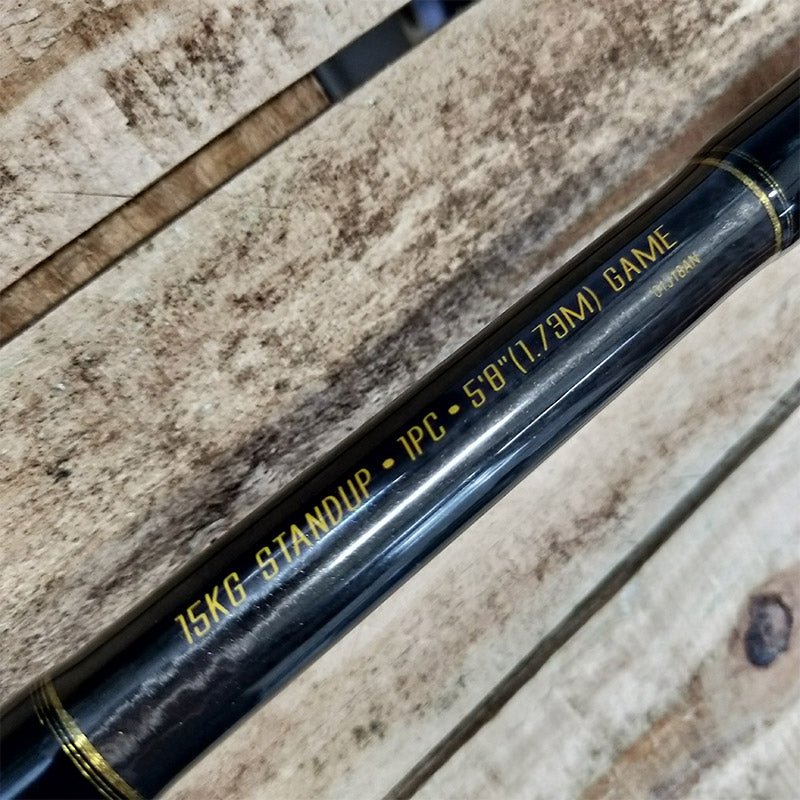 15KG STANDUP • 1PC • 5'8"(1.73M) GAME